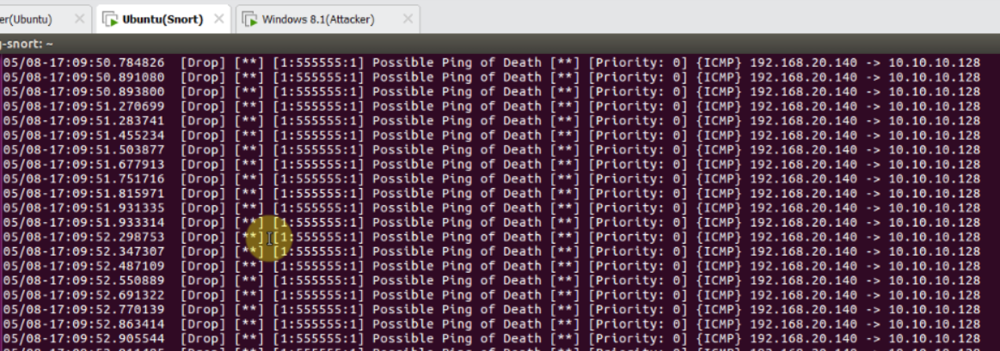 er(Ubuntu) Ubuntu(Snort) Windows 8.1(Attacker)
-snort: ~
05/08-17:09:50.784826 [Drop] [**] [1:555555:1] Possible Ping of Death [**] [Priority: 0] {ICMP} 192.168.20.140 -> 10.10.10.128
05/08-17:09:50.891080 [Drop] [**] [1:555555:1] Possible Ping of Death [**] [Priority: 0] {ICMP} 192.168.20.140 -> 10.10.10.128
05/08-17:09:50.893800 [Drop] [**] [1:555555:1] Possible Ping of Death [**] [Priority: 0] {ICMP} 192.168.20.140 -> 10.10.10.128
05/08-17:09:51.270699 [Drop] [**] [1:555555:1] Possible Ping of Death [**] [Priority: 0] {ICMP} 192.168.20.140 -> 10.10.10.128
05/08-17:09:51.283741 [Drop] [**] [1:555555:1] Possible Ping of Death [**] [Priority: 0] {ICMP} 192.168.20.140 -> 10.10.10.128
05/08-17:09:51.455234 [Drop] [**] [1:555555:1] Possible Ping of Death [**] [Priority: 0] {ICMP} 192.168.20.140 -> 10.10.10.128
05/08-17:09:51.503877 [Drop] [**] [1:555555:1] Possible Ping of Death [**] [Priority: 0] {ICMP} 192.168.20.140 -> 10.10.10.128
05/08-17:09:51.677913 [Drop] [**] [1:555555:1] Possible Ping of Death [**] [Priority: 0] {ICMP} 192.168.20.140 -> 10.10.10.128
05/08-17:09:51.751716 [Drop] [**] [1:555555:1] Possible Ping of Death [**] [Priority: 0] {ICMP} 192.168.20.140 -> 10.10.10.128
05/08-17:09:51.815971 [Drop] [**] [1:555555:1] Possible Ping of Death [**] [Priority: 0] {ICMP} 192.168.20.140 -> 10.10.10.128
05/08-17:09:51.931335 [Drop] [**] [1:555555:1] Possible Ping of Death [**] [Priority: 0] {ICMP} 192.168.20.140 -> 10.10.10.128
05/08-17:09:51.933314 [Drop] [**] [1:555555:1] Possible Ping of Death [**] [Priority: 0] {ICMP} 192.168.20.140 -> 10.10.10.128
05/08-17:09:52.298753 [Drop] [**] [1:555555:1] Possible Ping of Death [**] [Priority: 0] {ICMP} 192.168.20.140 -> 10.10.10.128
05/08-17:09:52.347307 [Drop] [**] [1:555555:1] Possible Ping of Death [**] [Priority: 0] {ICMP} 192.168.20.140 -> 10.10.10.128
05/08-17:09:52.487109 [Drop] [**] [1:555555:1] Possible Ping of Death [**] [Priority: 0] {ICMP} 192.168.20.140 -> 10.10.10.128
05/08-17:09:52.550889 [Drop] [**] [1:555555:1] Possible Ping of Death [**] [Priority: 0] {ICMP} 192.168.20.140 -> 10.10.10.128
05/08-17:09:52.691322 [Drop] [**] [1:555555:1] Possible Ping of Death [**] [Priority: 0] {ICMP} 192.168.20.140 -> 10.10.10.128
05/08-17:09:52.770139 [Drop] [**] [1:555555:1] Possible Ping of Death [**] [Priority: 0] {ICMP} 192.168.20.140 -> 10.10.10.128
05/08-17:09:52.863414 [Drop] [**] [1:555555:1] Possible Ping of Death [**] [Priority: 0] {ICMP} 192.168.20.140 -> 10.10.10.128
05/08-17:09:52.905544 [Drop] [**] [1:555555:1] Possible Ping of Death [**] [Priority: 0] {ICMP} 192.168.20.140 -> 10.10.10.128